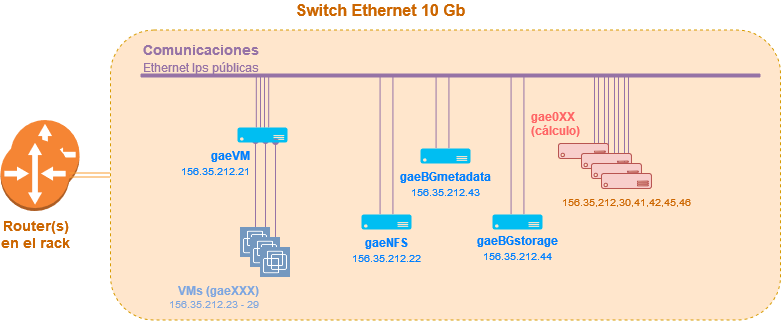 Switch Ethernet 10 Gb
Comunicaciones
Ethernet Ips públicas
gaeVM
156.35.212.21
gae0XX
(cálculo)
156.35,212,30,41,42,45,46
gaeBGmetadata
156.35.212.43
Router(s)
en el rack
gaeNFS
156.35.212.22
gaeBGstorage
156.35.212.44
VMs (gaeXXX)
156.35.212.23 - 29